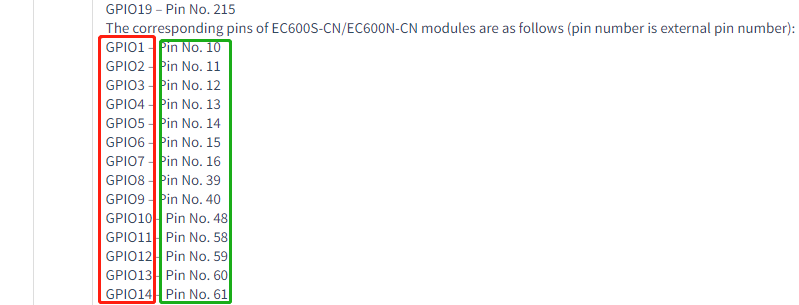 GPIO19 – Pin No. 215
The corresponding pins of EC600S-CN/EC600N-CN modules are as follows (pin number is external pin number):
GPIO1 – Pin No. 10
GPIO2 – Pin No. 11
GPIO3 – Pin No. 12
GPIO4 – Pin No. 13
GPIO5 – Pin No. 14
GPIO6 – Pin No. 15
GPIO7 – Pin No. 16
GPIO8 – Pin No. 39
GPIO9 – Pin No. 40
GPIO10 – Pin No. 48
GPIO11 – Pin No. 58
GPIO12 – Pin No. 59
GPIO13 – Pin No. 60
GPIO14 – Pin No. 61